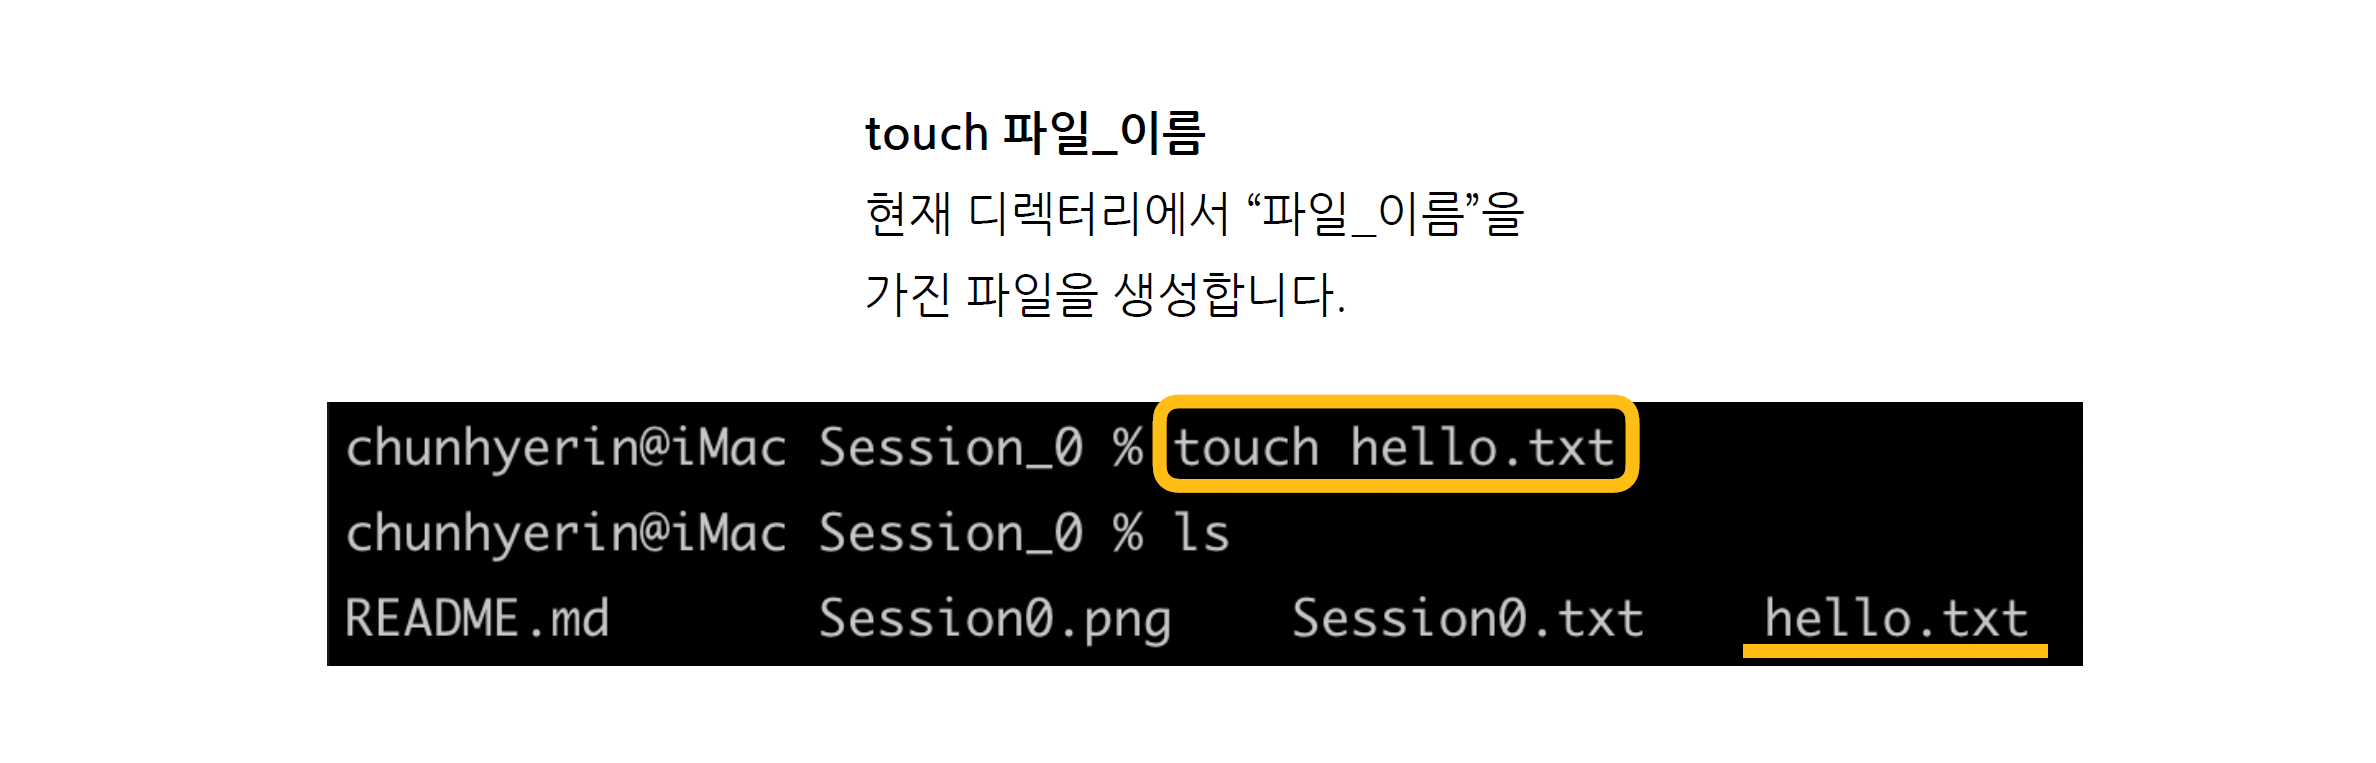 touch 파일_이름
현재 디렉터리에서 “파일_이름”을
가진 파일을 생성합니다.
chunhyerin@iMac Session_0 % touch hello.txt
chunhyerin@iMac Session_0 % ls
README.md Session0.png Session0.txt hello.txt